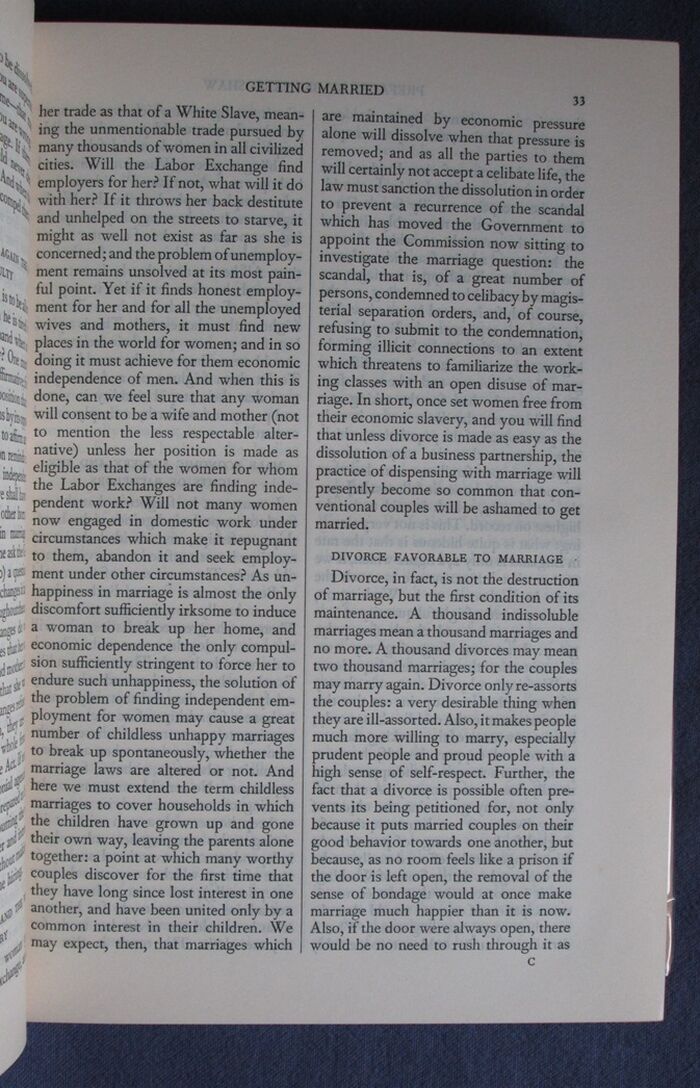 GETTING MARRIED
33
her trade as that of a White Slave, mean-
ing the unmentionable trade pursued by
many thousands of women in all civilized
cities. Will the Labor Exchange find
employers for her? If not, what will it do
with her? If it throws her back destitute
and unhelped on the streets to starve, it
might as well not exist as far as she is
concerned; and the problem of unemploy-
ment remains unsolved at its most pain-
ful point. Yet if it finds honest employ-
ment for her and for all the unemployed
wives and mothers, it must find new
places in the world for women; and in so
doing it must achieve for them economic
independence of men. And when this is
done, can we feel sure that any woman
will consent to be a wife and mother (not
to mention the less respectable alter-
native) unless her position is made as
eligible as that of the women for whom
the Labor Exchanges are finding inde-
pendent work? Will not many women
now engaged in domestic work under
circumstances which make it repugnant
to them, abandon it and seek employ-
ment under other circumstances? As un-
happiness in marriage is almost the only
discomfort sufficiently irksome to induce
a woman to break up her home, and
economic dependence the only compul-
sion sufficiently stringent to force her to
endure such unhappiness, the solution of
the problem of finding independent em-
ployment for women may cause a great
number of childless unhappy marriages
to break up spontaneously, whether the
marriage laws are altered or not. And
here we must extend the term childless
marriages to cover households in which
the children have grown up and gone
their own way, leaving the parents alone
together: a point at which many worthy
couples discover for the first time that
they have long since lost interest in one
another, and have been united only by a
common interest in their children. We
may expect, then, that marriages which
are maintained by economic pressure
alone will dissolve when that pressure is
removed; and as all the parties to them
will certainly not accept a celibate life, the
law must sanction the dissolution in order
to prevent a recurrence of the scandal
which has moved the Government to
appoint the Commission now sitting to
investigate the marriage question: the
scandal, that is, of a great number of
persons, condemned to celibacy by magis-
terial separation orders, and, of course,
refusing to submit to the condemnation,
forming illicit connections to an extent
which threatens to familiarize the work-
ing classes with an open disuse of mar-
riage. In short, once set women free from
their economic slavery, and you will find
that unless divorce is made as easy as the
dissolution of a business partnership, the
practice of dispensing with marriage will
presently become so common that con-
ventional couples will be ashamed to get
married.
DIVORCE FAVORABLE TO MARRIAGE
Divorce, in fact, is not the destruction
of marriage, but the first condition of its
maintenance. A thousand indissoluble
marriages mean a thousand marriages and
no more. A thousand divorces may mean
two thousand marriages; for the couples
may marry again. Divorce only re-assorts
the couples: a very desirable thing when
they are ill-assorted. Also, it makes people
much more willing to marry, especially
prudent people and proud people with a
high sense of self-respect. Further, the
fact that a divorce is possible often pre-
vents its being petitioned for, not only
because it puts married couples on their
good behavior towards one another, but
because, as no room feels like a prison if
the door is left open, the removal of the
sense of bondage would at once make
marriage much happier than it is now.
Also, if the door were always open, there
would be no need to rush through it as
C